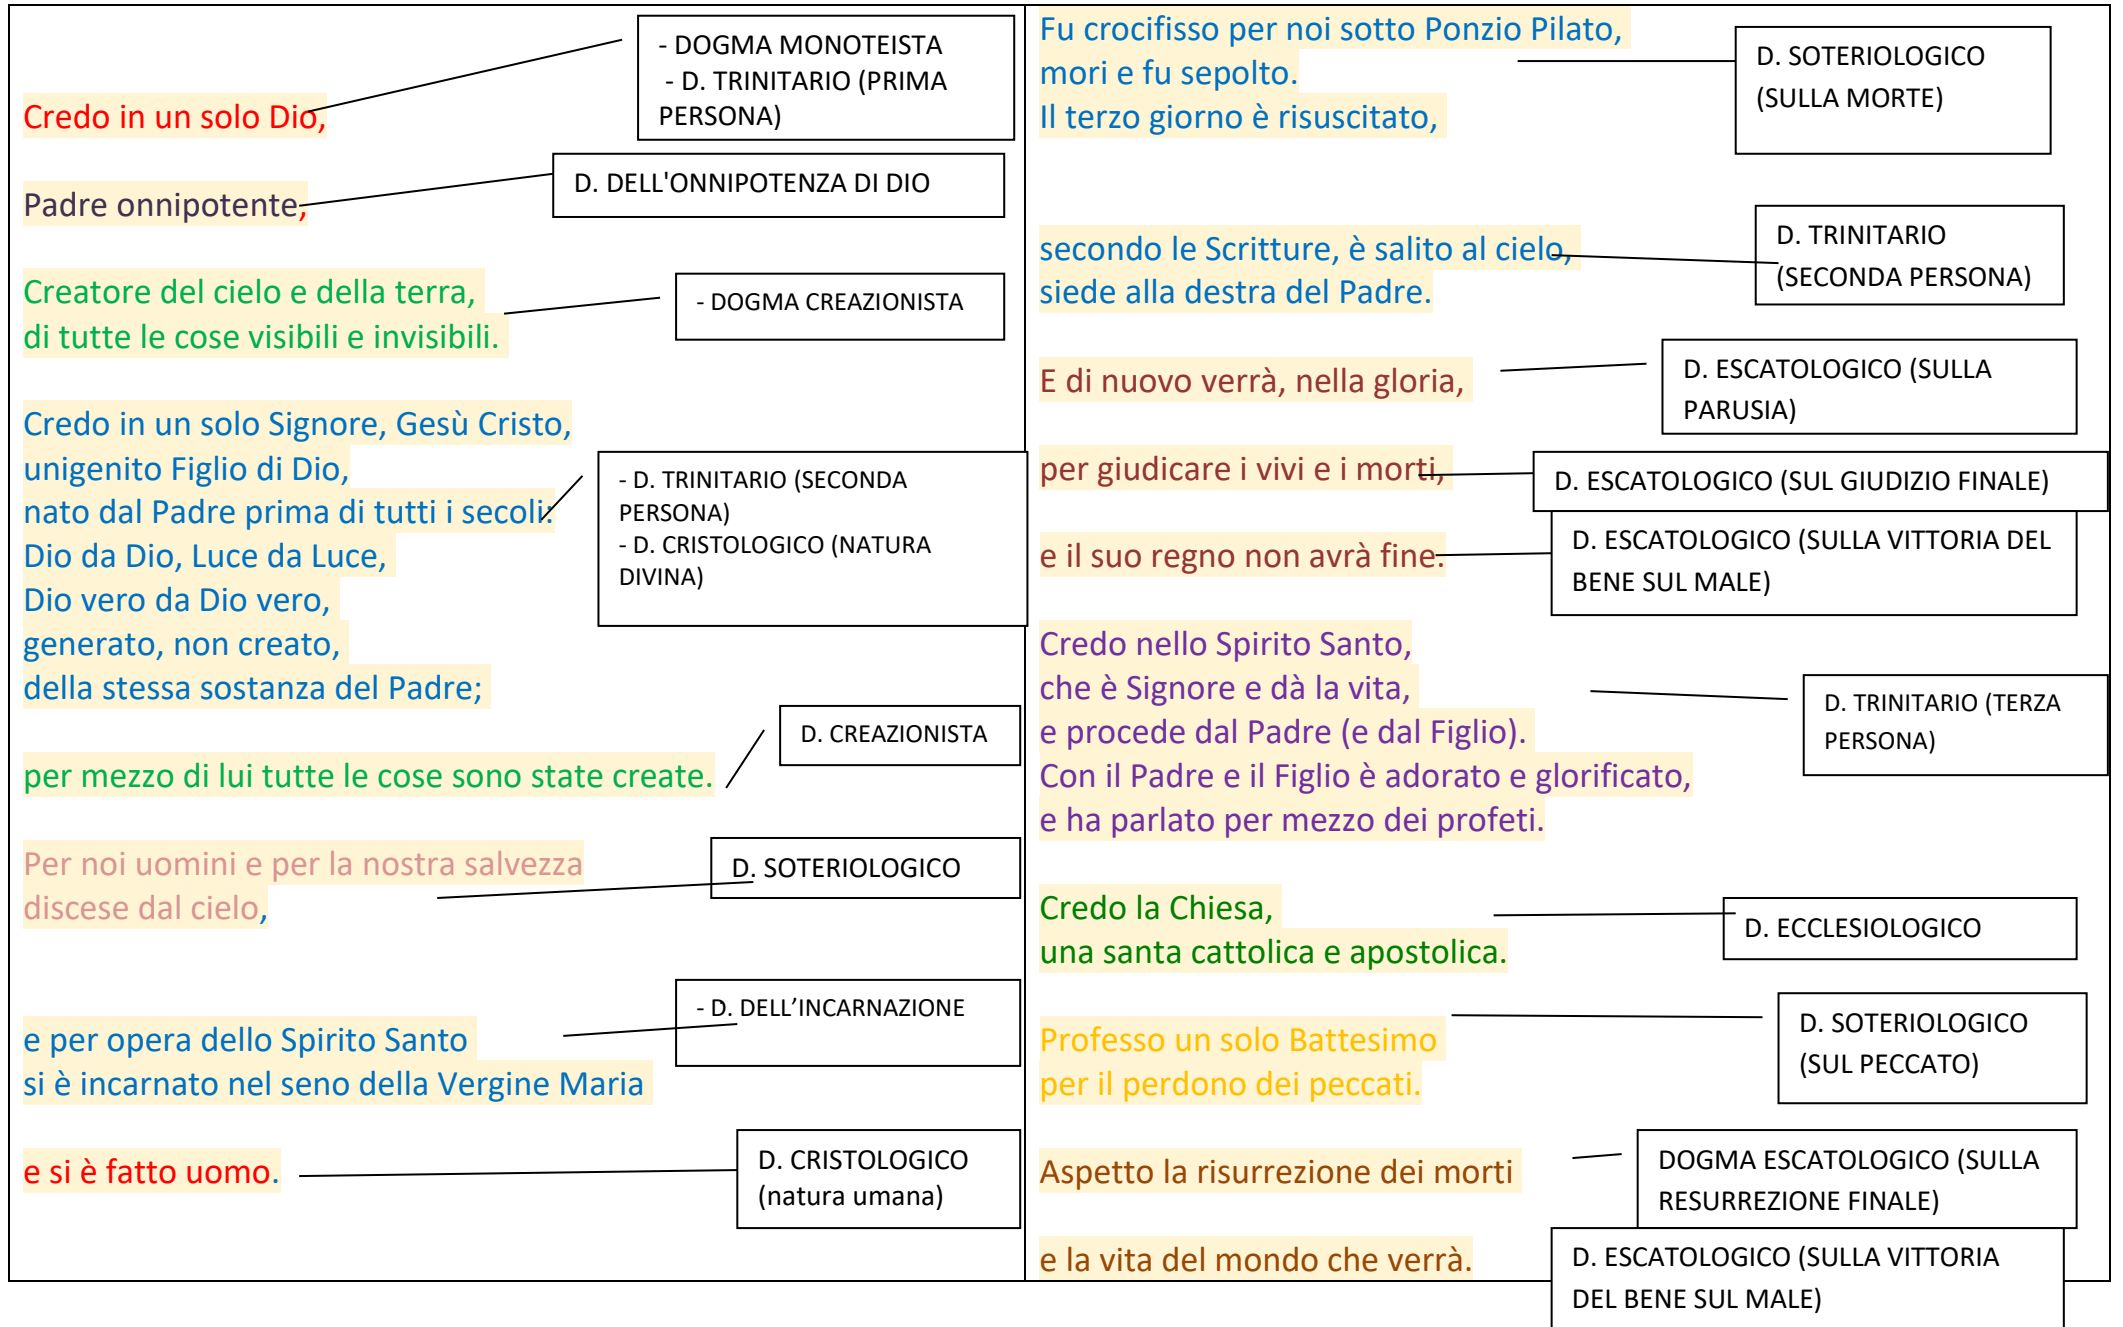 Credo in un solo Dio,
- DOGMA MONOTEISTA
- D. TRINITARIO (PRIMA
PERSONA)
Padre onnipotente,
D. DELL'ONNIPOTENZA DI DIO
Creatore del cielo e della terra,
di tutte le cose visibili e invisibili.
- DOGMA CREAZIONISTA
Credo in un solo Signore, Gesù Cristo,
unigenito Figlio di Dio,
nato dal Padre prima di tutti i secoli:
Dio da Dio, Luce da Luce,
Dio vero da Dio vero,
generato, non creato,
della stessa sostanza del Padre;
- D. TRINITARIO (SECONDA
PERSONA)
- D. CRISTOLOGICO (NATURA
DIVINA)
per mezzo di lui tutte le cose sono state create.
D. CREAZIONISTA
Per noi uomini e per la nostra salvezza
discese dal cielo,
D. SOTERIOLOGICO
e per opera dello Spirito Santo
si è incarnato nel seno della Vergine Maria
- D. DELL’INCARNAZIONE
e si è fatto uomo.
D. CRISTOLOGICO
(natura umana)
Fu crocifisso per noi sotto Ponzio Pilato,
mori e fu sepolto.
Il terzo giorno è risuscitato,
D. SOTERIOLOGICO
(SULLA MORTE)
secondo le Scritture, è salito al cielo,
siede alla destra del Padre.
D. TRINITARIO
(SECONDA PERSONA)
E di nuovo verrà, nella gloria,
D. ESCATOLOGICO (SULLA
PARUSIA)
per giudicare i vivi e i morti,
D. ESCATOLOGICO (SUL GIUDIZIO FINALE)
e il suo regno non avrà fine.
D. ESCATOLOGICO (SULLA VITTORIA DEL
BENE SUL MALE)
Credo nello Spirito Santo,
che è Signore e dà la vita,
e procede dal Padre (e dal Figlio).
Con il Padre e il Figlio è adorato e glorificato,
e ha parlato per mezzo dei profeti.
D. TRINITARIO (TERZA
PERSONA)
Credo la Chiesa,
una santa cattolica e apostolica.
D. ECCLESIOLOGICO
Professo un solo Battesimo
per il perdono dei peccati.
D. SOTERIOLOGICO
(SUL PECCATO)
Aspetto la risurrezione dei morti
DOGMA ESCATOLOGICO (SULLA
RESURREZIONE FINALE)
e la vita del mondo che verrà.
D. ESCATOLOGICO (SULLA VITTORIA
DEL BENE SUL MALE)